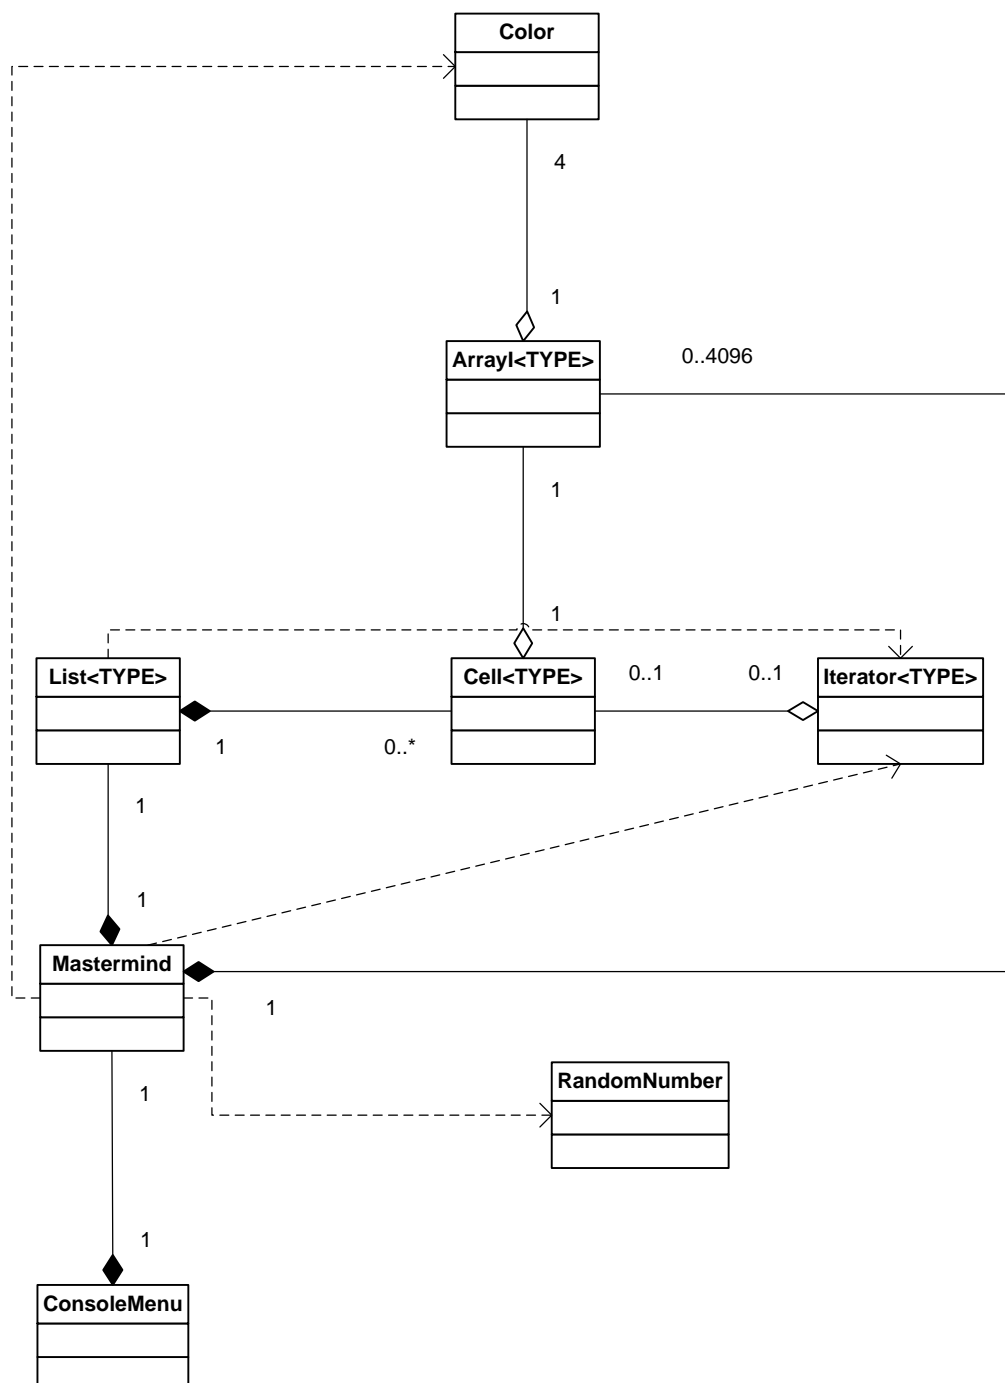 Color
4
1
ArrayI<TYPE>
0..4096
1
1
List<TYPE>
Cell<TYPE>
0..1
0..1
Iterator<TYPE>
1
0..*
1
1
Mastermind
1
1
RandomNumber
1
ConsoleMenu